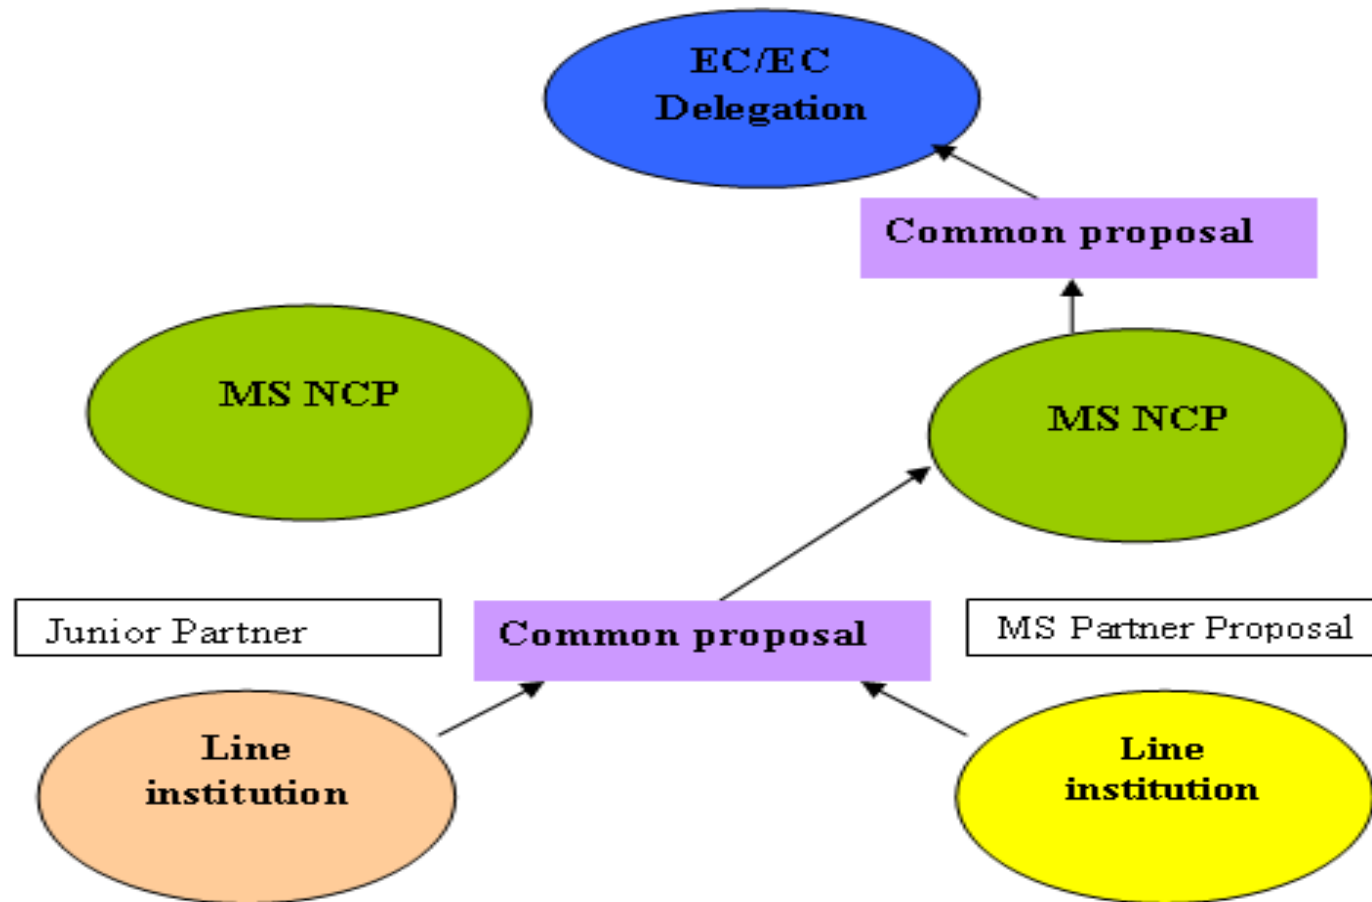 EC/EC
Delegation
Common proposal
MS NCP
MS NCP
Junior Partner
Common proposal
MS Partner Proposal
Line
institution
Line
institution